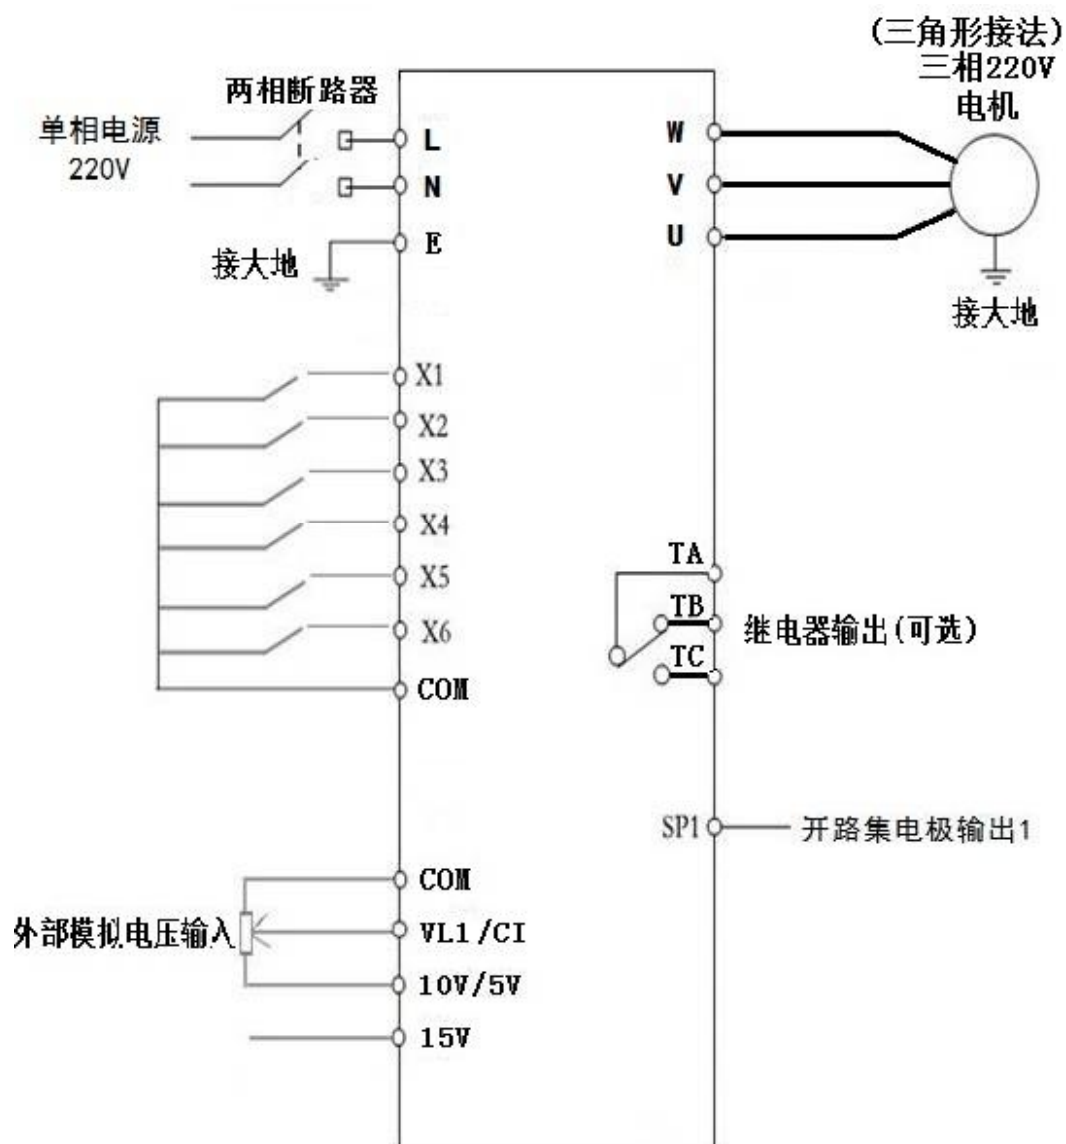 (三角形接法)
三相220V
电机
两相断路器
单相电源
220V
L
N
E
接大地
W
V
U
接大地
X1
X2
X3
X4
X5
X6
COM
TA
TB
TC
继电器输出(可选)
SP1
开路集电极输出1
COM
外部模拟电压输入
VL1/CI
10V/5V
15V